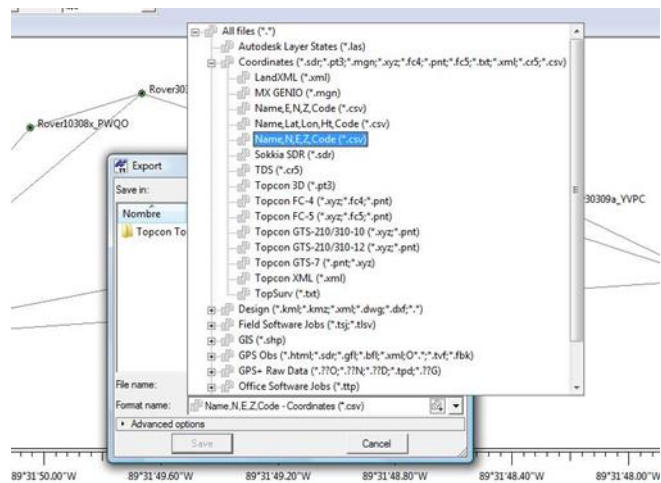 All files (*.*)
Autodesk Layer States (*.las)
Coordinates (*.sdr;*.pt3;*.mgn;*.xyz;*.fc4;*.pnt;*.fc5;*.txt;*.xml;*.cr5;*.csv)
LandXML (*.xml)
MX GENIO (*.mgn)
Name,E,N,Z,Code (*.csv)
Name,Lat,Lon,Ht,Code (*.csv)
Name,N,E,Z,Code (*.csv)
Sokkia SDR (*.sdr)
TDS (*.cr5)
Topcon 3D (*.pt3)
Topcon FC-4 (*.xyz;*.fc4;*.pnt)
Topcon FC-5 (*.xyz;*.fc5;*.pnt)
Topcon GTS-210/310-10 (*.xyz;*.pnt)
Topcon GTS-210/310-12 (*.xyz;*.pnt)
Topcon GTS-7 (*.pnt;*.xyz)
Topcon XML (*.xml)
TopSurv (*.txt)
Design (*.kml;*.kmz;*.xml;*.dwg;*.dxf;*.*)
Field Software Jobs (*.tsj;*.tlsv)
GIS (*.shp)
GPS Obs (*.html;*.sdr;*.gfl;*.bfl;*.xml;O*.*;*.tvf;*.fbk)
GPS+ Raw Data (*.??O;*.??N;*.??D;*.tpd;*.??G)
Office Software Jobs (*.ttp)
Rover30
Rover10308x_PWQO
30309a_YVPC
Export
Save in:
Nombre
Topcon To
File name:
Format name:
Name,N,E,Z,Code - Coordinates (*.csv)
Advanced options
Save
Cancel
89°31'50.00"W
89°31'49.60"W
89°31'49.20"W
89°31'48.80"W
89°31'48.40"W
89°31'48.00"W